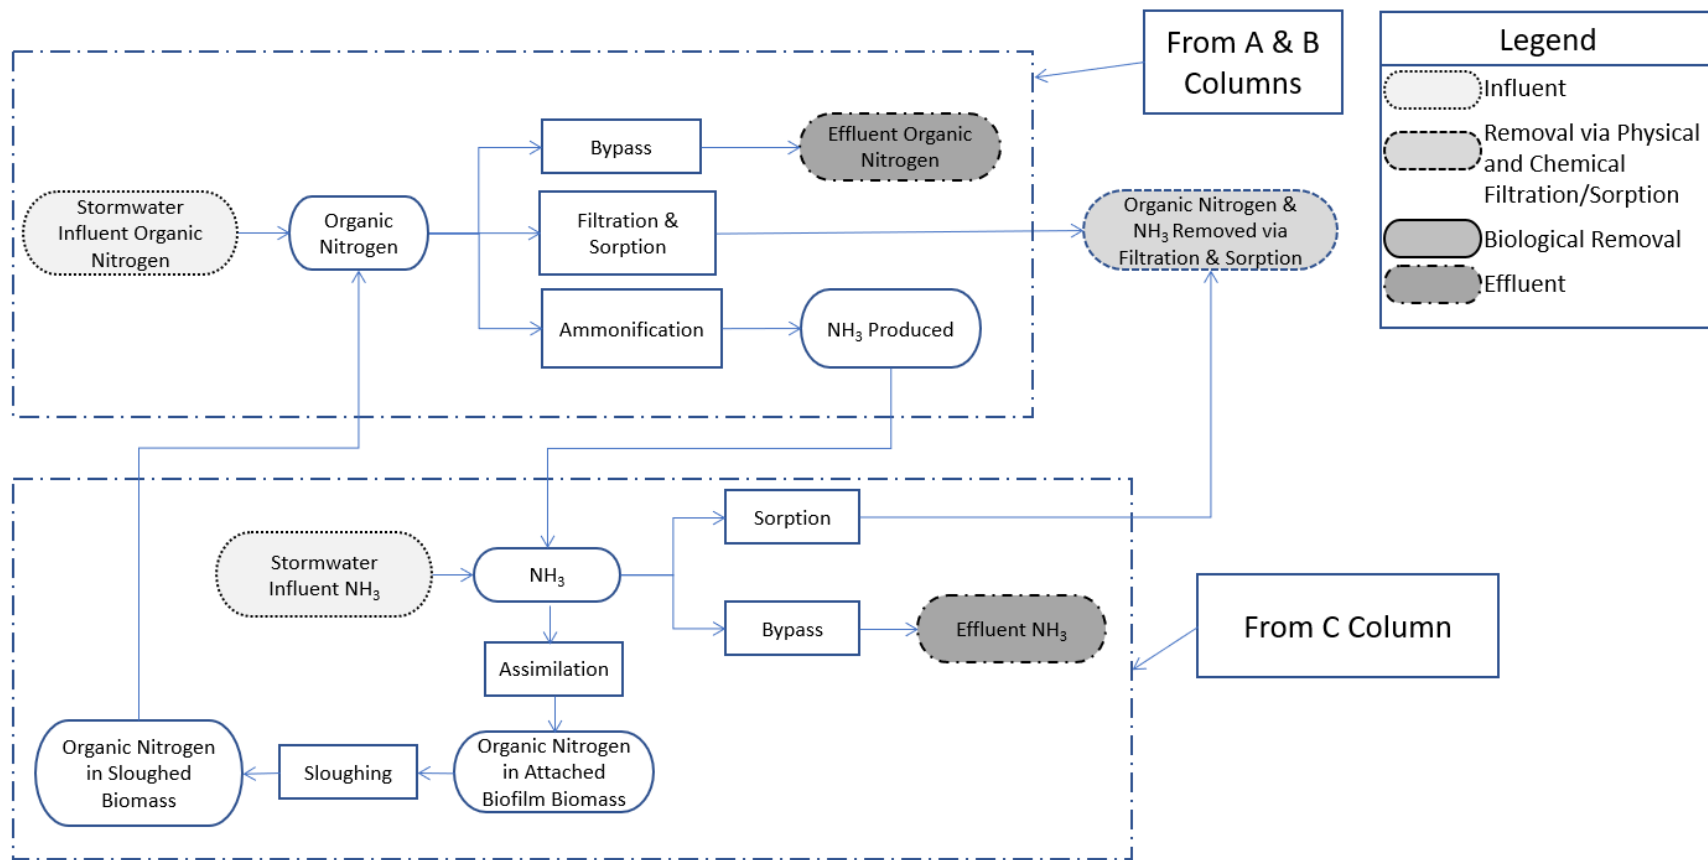 From A & B
Columns
Legend
Influent
Removal via Physical
and Chemical
Filtration/Sorption
Biological Removal
Effluent
Bypass
Effluent Organic
Nitrogen
Stormwater
Influent Organic
Nitrogen
Organic
Nitrogen
Filtration &
Sorption
Organic Nitrogen &
NH₃ Removed via
Filtration & Sorption
Ammonification
NH₃ Produced
Sorption
Stormwater
Influent NH₃
NH₃
Bypass
Effluent NH₃
From C Column
Assimilation
Organic Nitrogen
in Sloughed
Biomass
Sloughing
Organic Nitrogen
in Attached
Biofilm Biomass